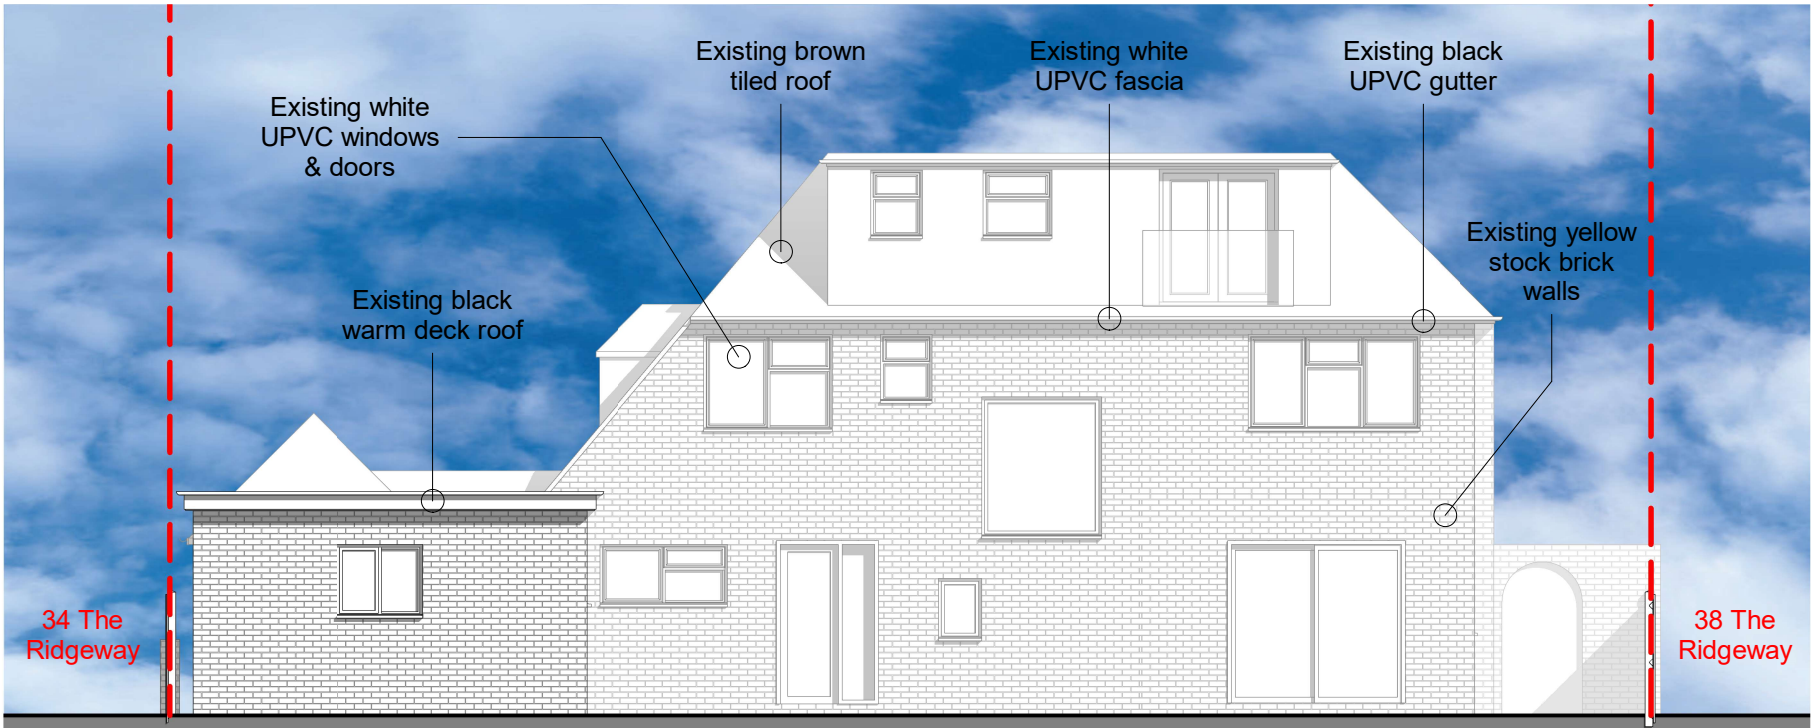 Existing brown
tiled roof
Existing white
UPVC fascia
Existing black
UPVC gutter
Existing white
UPVC windows
& doors
Existing yellow
stock brick
walls
Existing black
warm deck roof
34 The
Ridgeway
38 The
Ridgeway